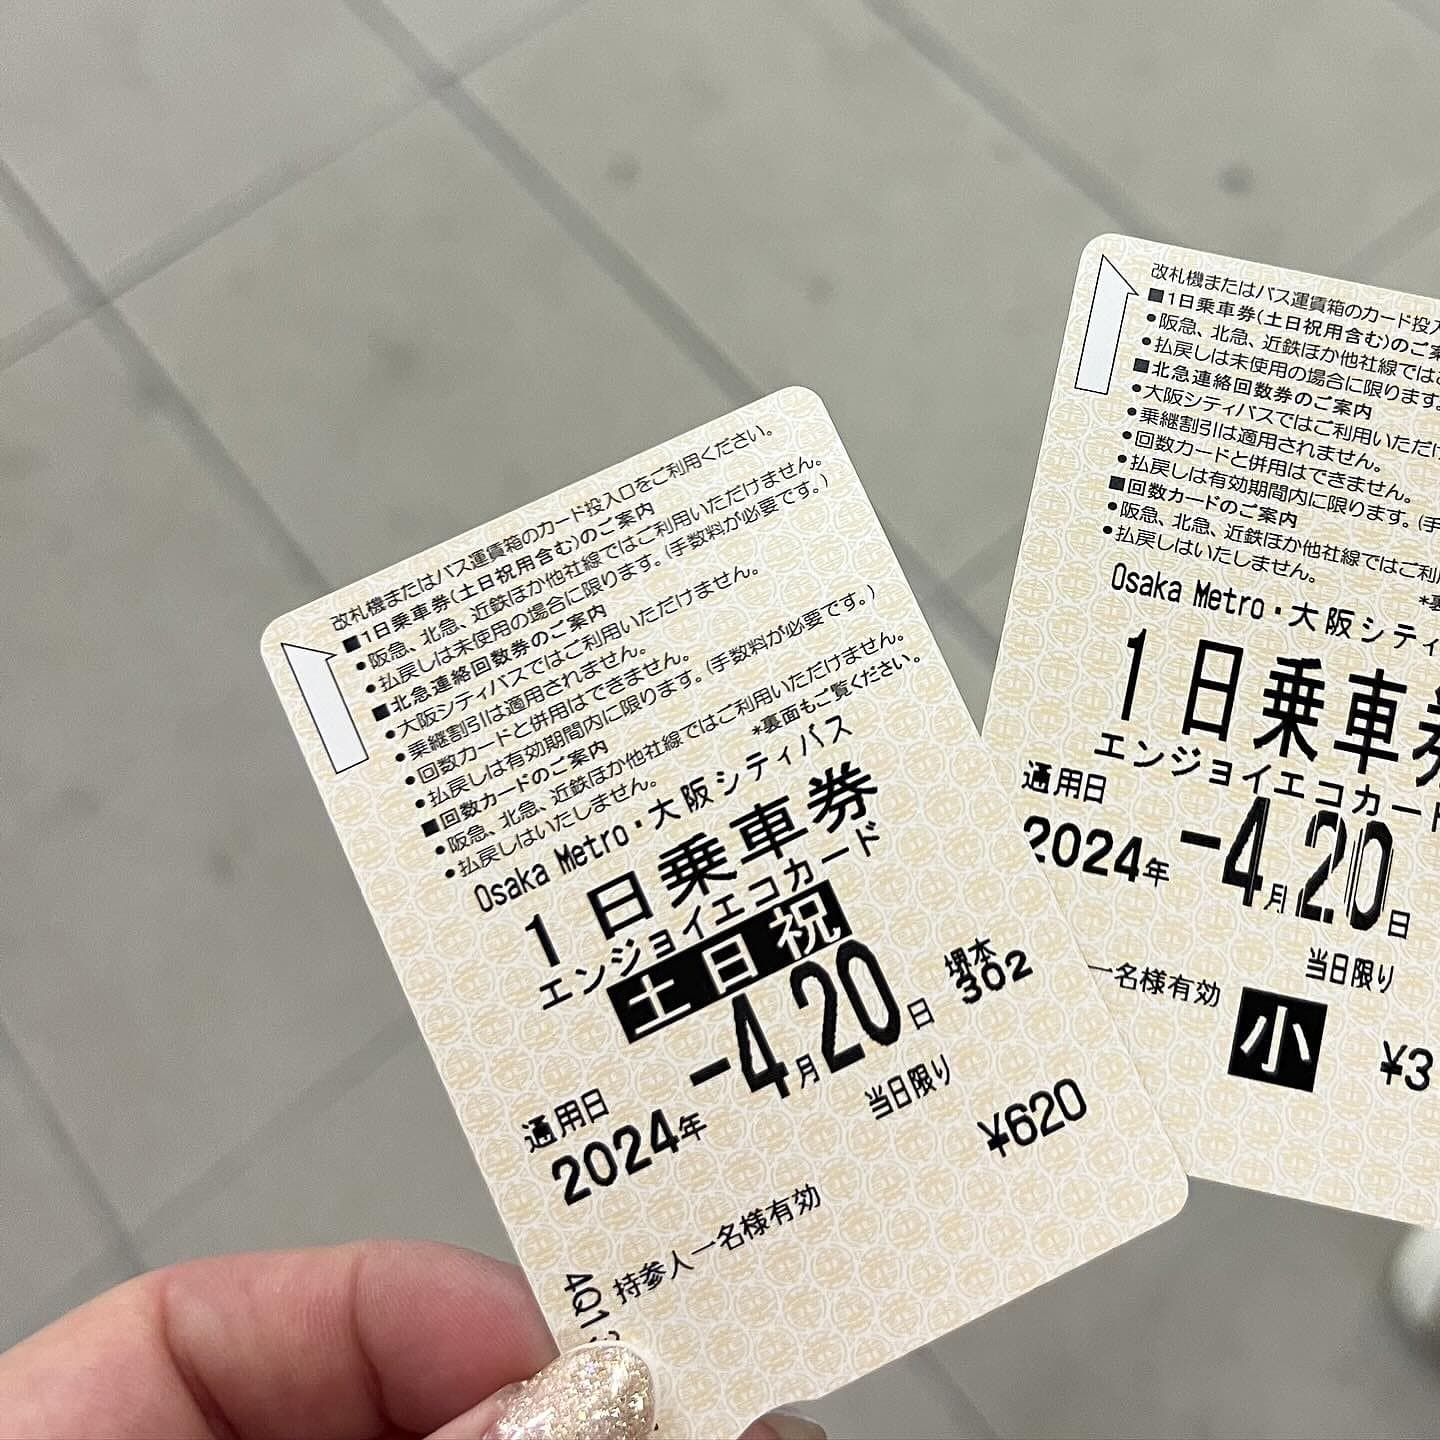 改札機またはバス運賃箱のカード投入口をご利用ください。
■1日乗車券(土日祝用含む)のご案内
●阪急、北急、近鉄ほか他社線ではご利用いただけません。
●払戻しは未使用の場合に限ります。(手数料が必要です。)
■北急連絡回数券のご案内
●大阪シティバスではご利用いただけません。
●乗継割引は適用されません。
●回数カードと併用はできません。
●払戻しは有効期間内に限ります。(手数料が必要です。)
■回数カードのご案内
●阪急、北急、近鉄ほか他社線ではご利用いただけません。
●払戻しはいたしません。
*裏面もご覧ください。
Osaka Metro・大阪シティバス
1日乗車券
エンジョイエコカード
土日祝
堺本
302
通用日
2024年 -4月20日
当日限り
¥620
持参人一名様有効
4Q1
改札機またはバス運賃箱のカード投入
■1日乗車券(土日祝用含む)のご案
●阪急、北急、近鉄ほか他社線ではご
●払戻しは未使用の場合に限ります。
■北急連絡回数券のご案内
●大阪シティバスではご利用いただけ
●乗継割引は適用されません。
●回数カードと併用はできません。
●払戻しは有効期間内に限ります。(手
■回数カードのご案内
●阪急、北急、近鉄ほか他社線ではご利
●払戻しはいたしません。
*裏
Osaka Metro・大阪シティ
1日乗車券
エンジョイエコカード
通用日
2024年 -4月20日
当日限り
一名様有効
小
¥3